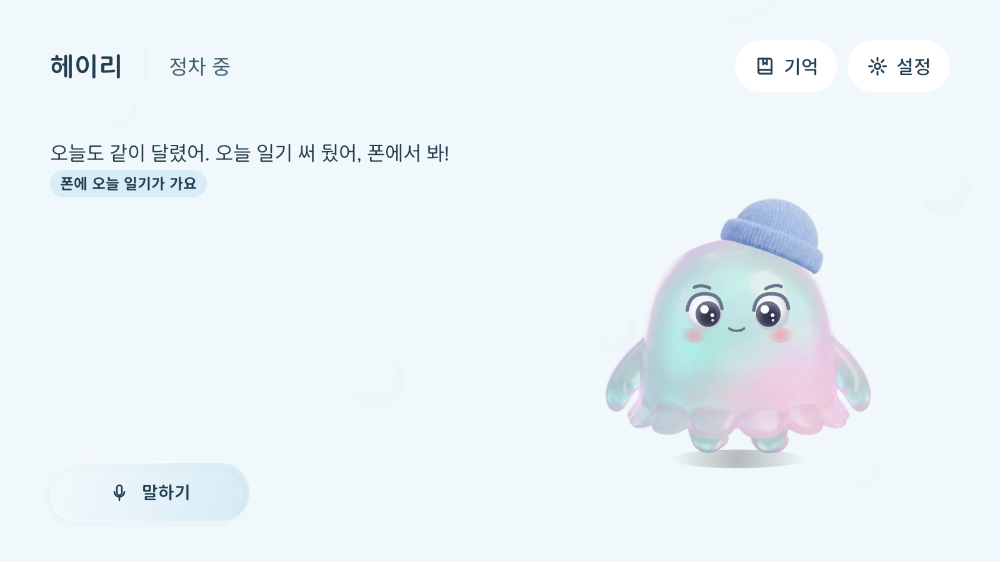 헤이리
정차 중
기억
설정
오늘도 같이 달렸어. 오늘 일기 써 뒀어, 폰에서 봐!
폰에 오늘 일기가 가요
말하기